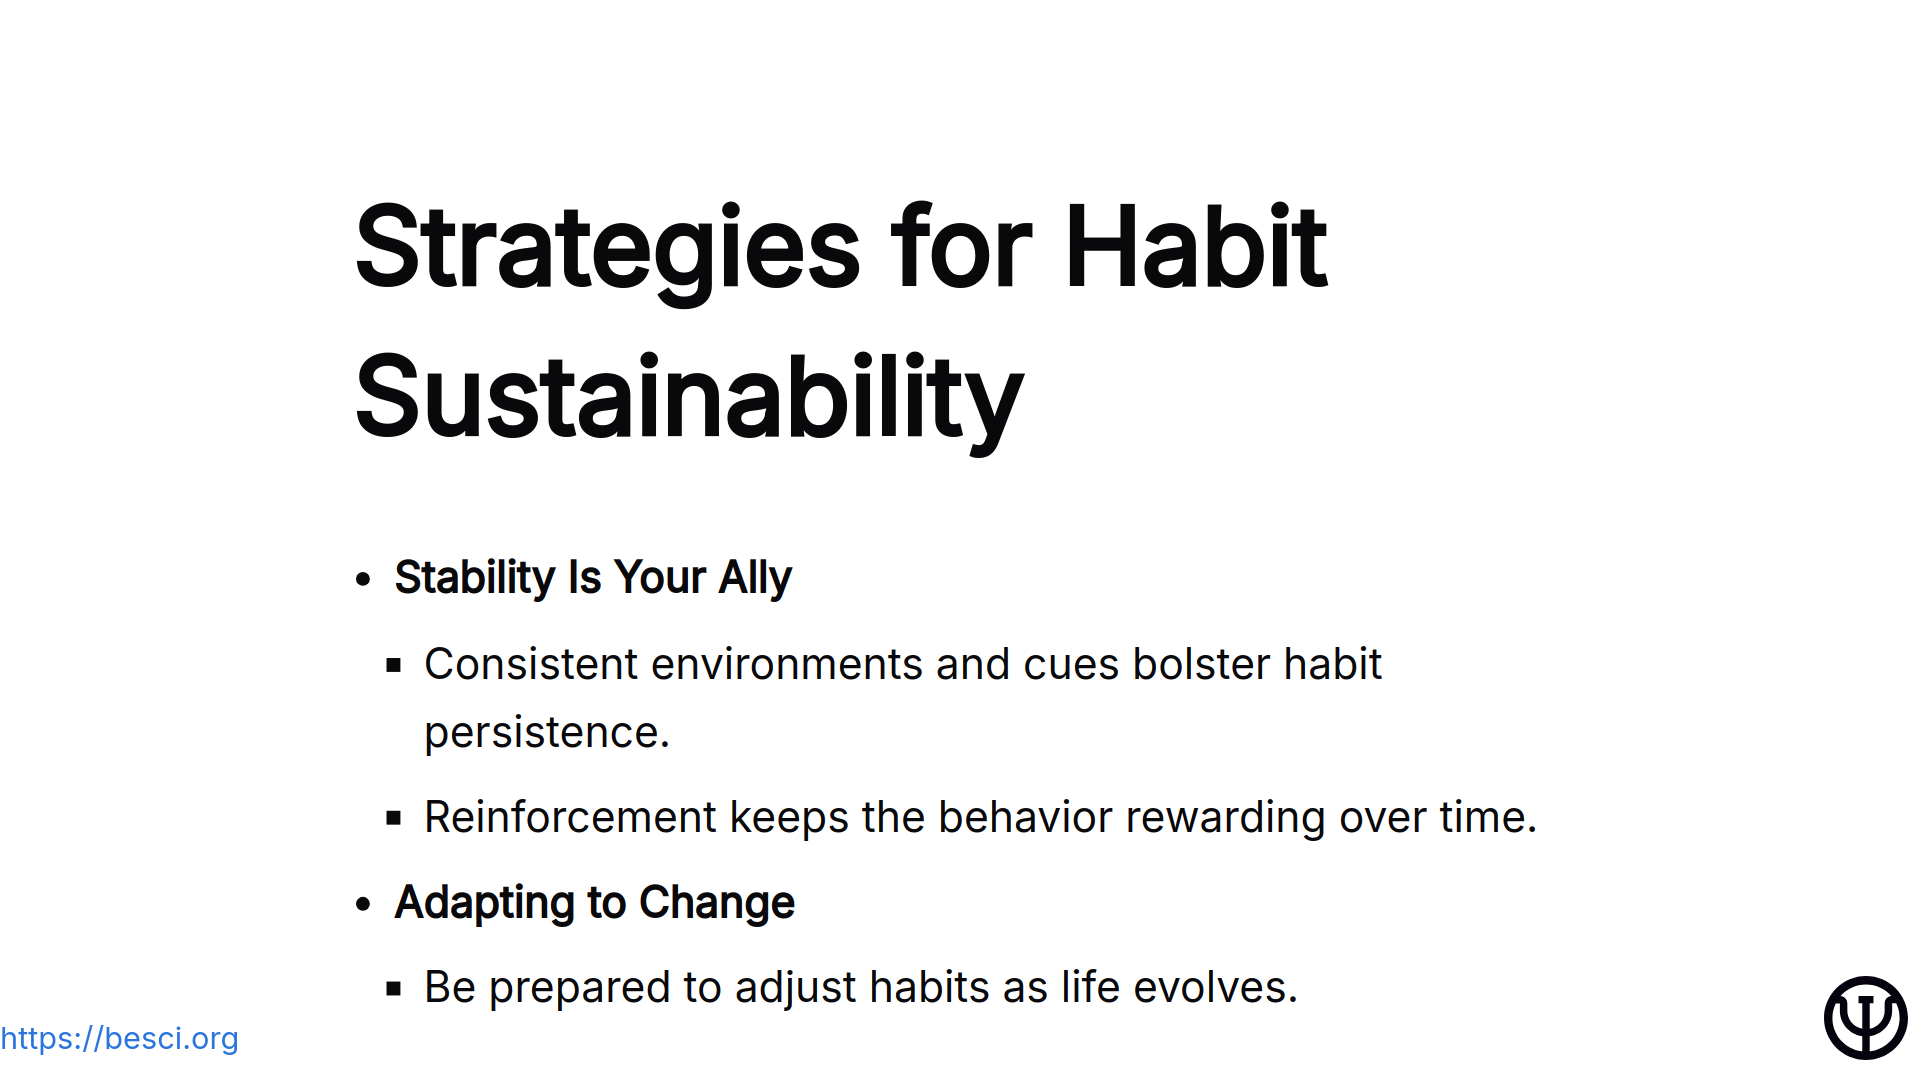 Strategies for Habit
Sustainability
• Stability Is Your Ally
▪ Consistent environments and cues bolster habit
persistence.
▪ Reinforcement keeps the behavior rewarding over time.
• Adapting to Change
▪ Be prepared to adjust habits as life evolves.
https://besci.org